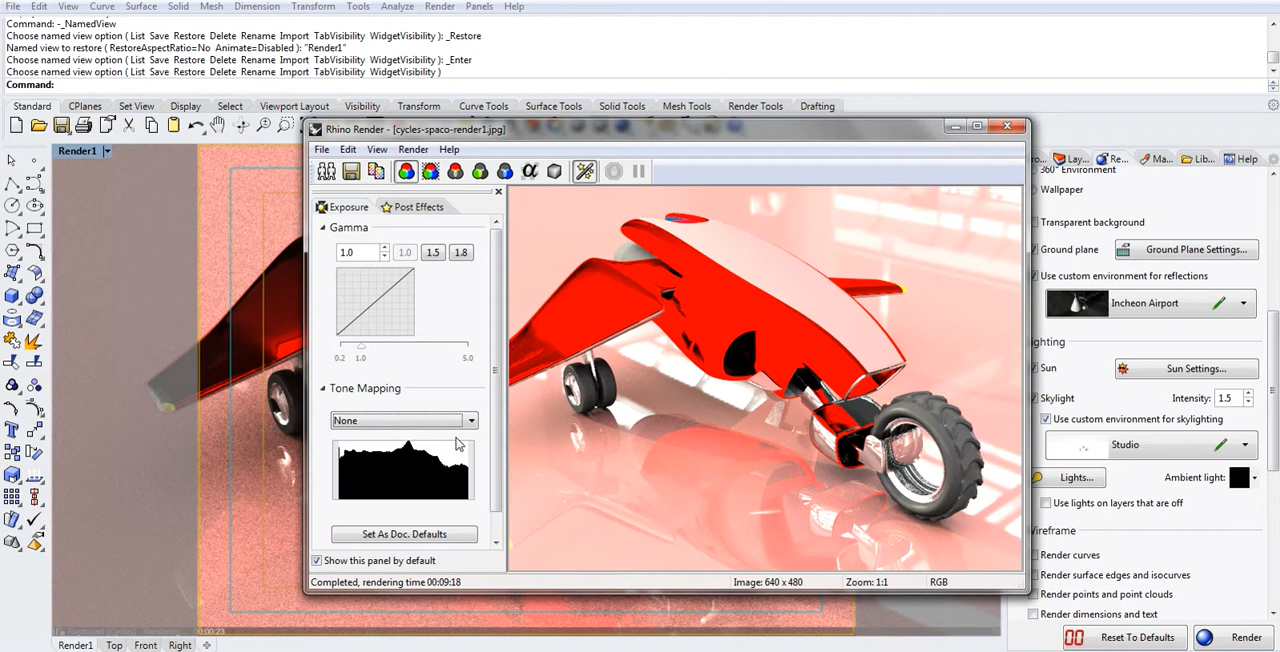 File Edit View Curve Surface Solid Mesh Dimension Transform Tools Analyze Render Panels Help
Command: -_NamedView
Choose named view option ( List Save Restore Delete Rename Import TabVisibility WidgetVisibility ): _Restore
Named view to restore ( RestoreAspectRatio=No Animate=Disabled ): "Render1"
Choose named view option ( List Save Restore Delete Rename Import TabVisibility WidgetVisibility ): _Enter
Choose named view option ( List Save Restore Delete Rename Import TabVisibility WidgetVisibility )
Command:
Standard CPlanes Set View Display Select Viewport Layout Visibility Transform Curve Tools Surface Tools Solid Tools Mesh Tools Render Tools Drafting
Render1
Rhino Render - [cycles-spaco-render1.jpg]
File Edit View Render Help
Exposure Post Effects
Gamma
1.0 1.0 1.5 1.8
0.2 1.0 5.0
Tone Mapping
None
Set As Doc. Defaults
Show this panel by default
Completed, rendering time 00:09:18 Image: 640 x 480 Zoom: 1:1 RGB
ro... Lay... Re... Ma... Lib... Help
360° Environment
Wallpaper
Transparent background
Ground plane Ground Plane Settings...
Use custom environment for reflections
Incheon Airport
ighting
Sun Sun Settings...
Skylight Intensity: 1.5
Use custom environment for skylighting
Studio
Lights... Ambient light:
Use lights on layers that are off
Wireframe
Render curves
Render surface edges and isocurves
Render points and point clouds
Render dimensions and text
Reset To Defaults Render
Render1 Top Front Right